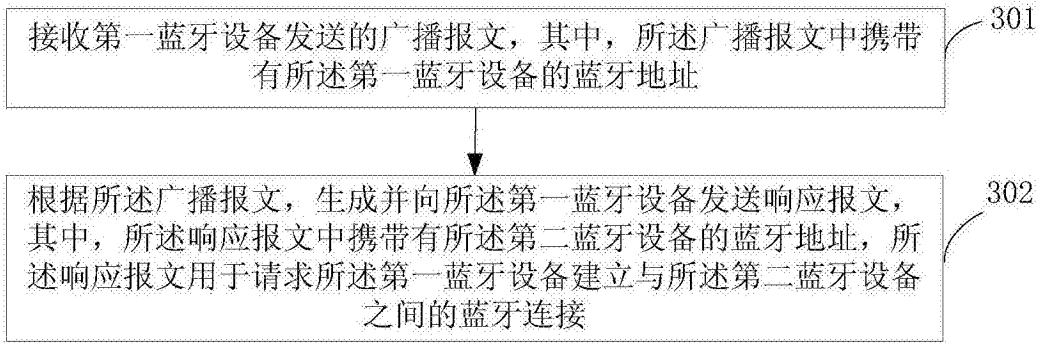 接收第一蓝牙设备发送的广播报文，其中，所述广播报文中携带
有所述第一蓝牙设备的蓝牙地址
301
根据所述广播报文，生成并向所述第一蓝牙设备发送响应报文，
其中，所述响应报文中携带有所述第二蓝牙设备的蓝牙地址，所
述响应报文用于请求所述第一蓝牙设备建立与所述第二蓝牙设备
之间的蓝牙连接
302